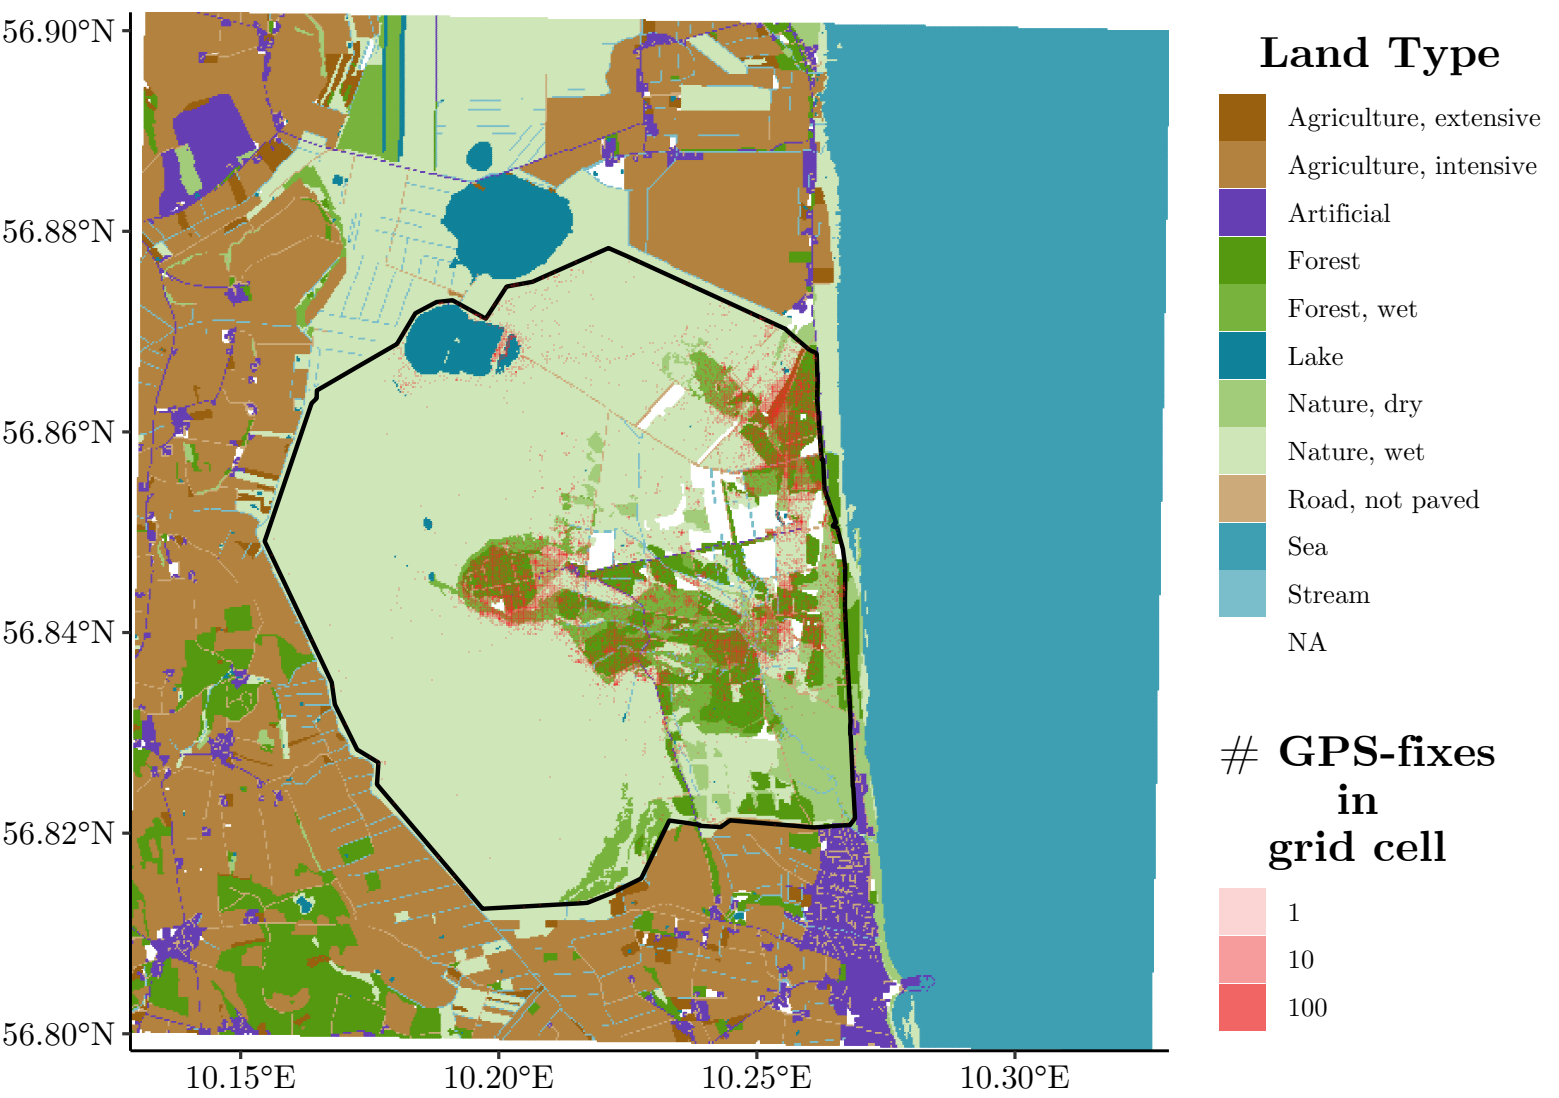 56.90°N
56.88°N
56.86°N
56.84°N
56.82°N
56.80°N
10.15°E
10.20°E
10.25°E
10.30°E
Land Type
Agriculture, extensive
Agriculture, intensive
Artificial
Forest
Forest, wet
Lake
Nature, dry
Nature, wet
Road, not paved
Sea
Stream
NA
# GPS-fixes
in
grid cell
1
10
100